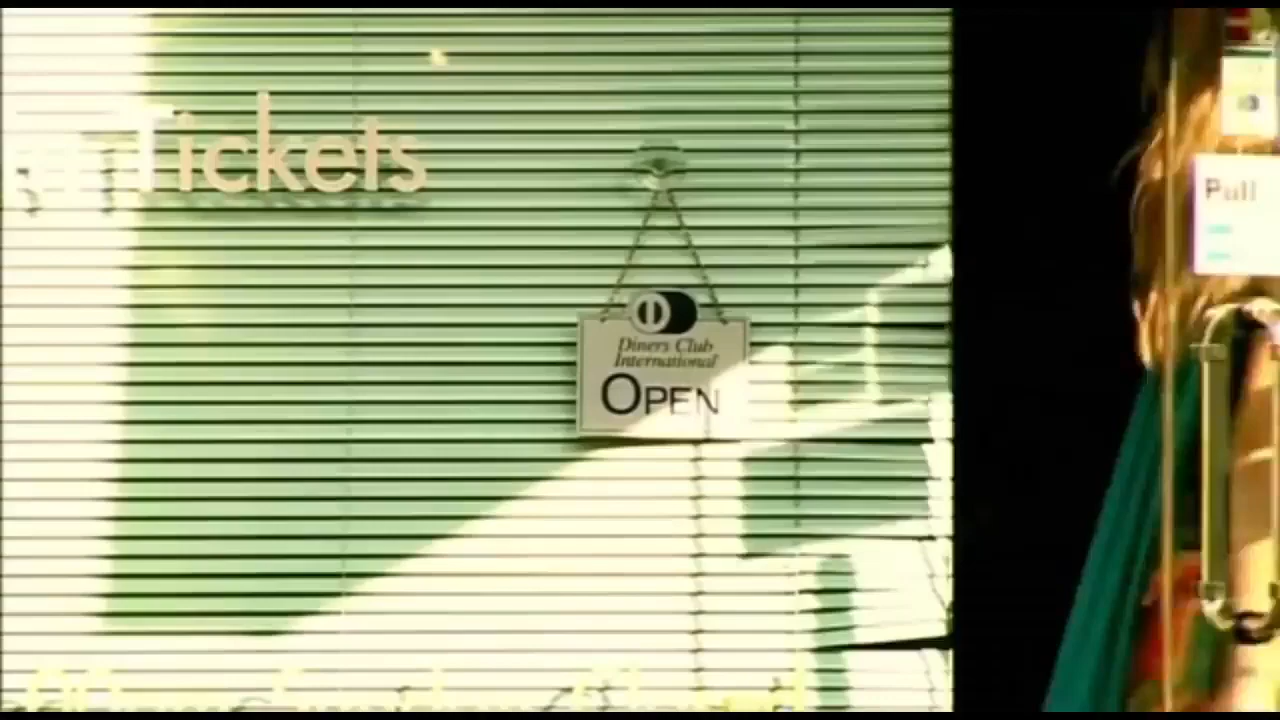 Tickets
Pull
Diners Club
International
OPEN